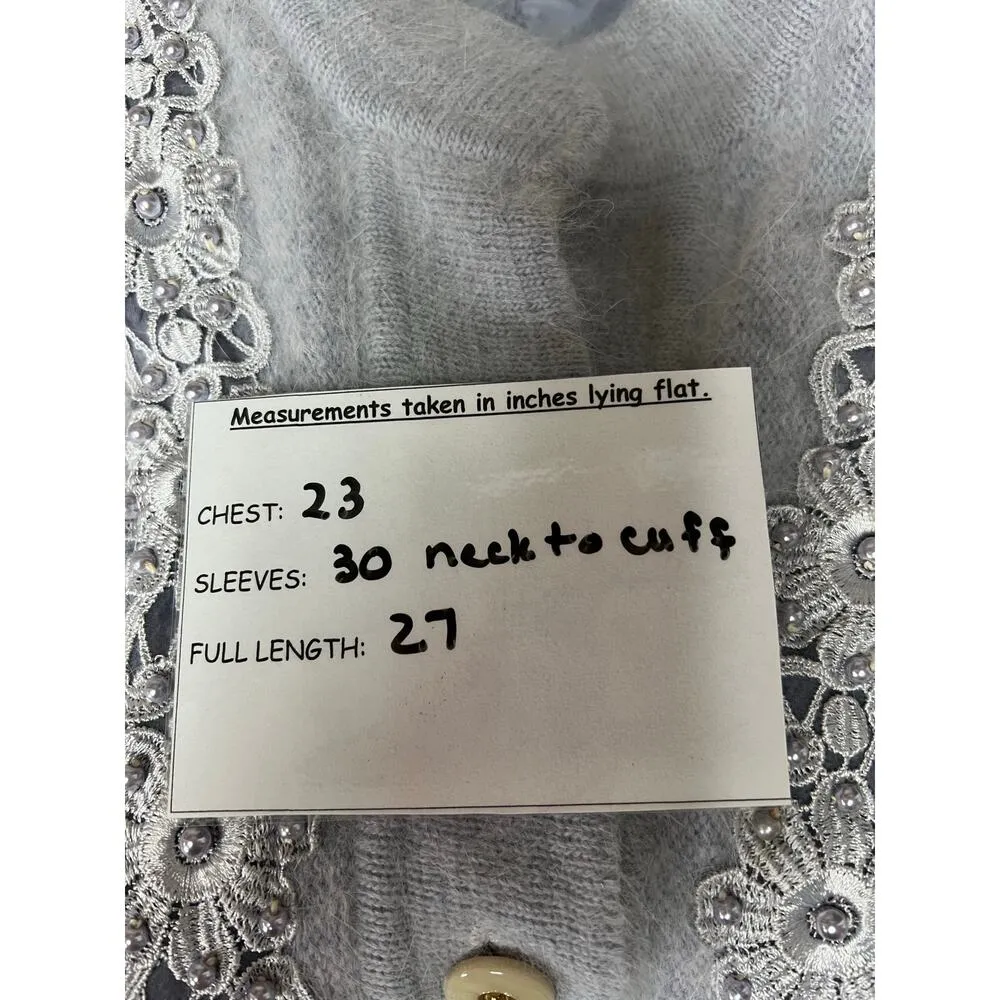 Measurements taken in inches lying flat.
CHEST: 23
SLEEVES: 30 neck to cuff
FULL LENGTH: 27